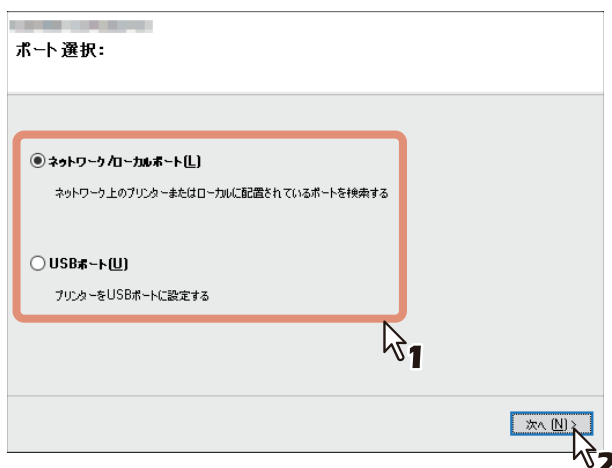 ポート選択:
ネットワーク/ローカルポート(L)
ネットワーク上のプリンターまたはローカルに配置されているポートを検索する
USBポート(U)
プリンターをUSBポートに設定する
1
次へ(N)>
2